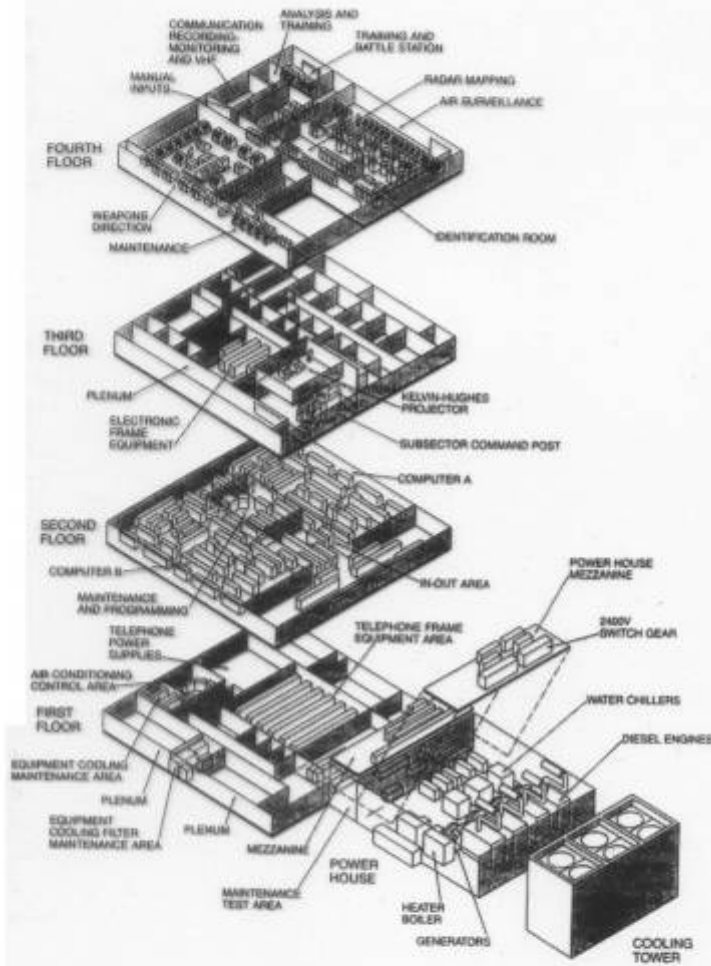 ANALYSIS AND
TRAINING
COMMUNICATION
RECORDING-
MONITORING
AND VHF
TRAINING AND
BATTLE STATION
MANUAL
INPUTS
RADAR MAPPING
AIR SURVEILLANCE
FOURTH
FLOOR
WEAPONS
DIRECTION
MAINTENANCE
IDENTIFICATION ROOM
THIRD
FLOOR
PLENUM
ELECTRONIC
FRAME
EQUIPMENT
KELVIN-HUGHES
PROJECTOR
SUBSECTOR COMMAND POST
COMPUTER A
SECOND
FLOOR
COMPUTER B
IN-OUT AREA
MAINTENANCE
AND PROGRAMMING
POWER HOUSE
MEZZANINE
2400V
SWITCH GEAR
TELEPHONE
POWER
SUPPLIES
TELEPHONE FRAME
EQUIPMENT AREA
AIR CONDITIONING
CONTROL AREA
FIRST
FLOOR
WATER CHILLERS
DIESEL ENGINES
EQUIPMENT COOLING
MAINTENANCE AREA
PLENUM
EQUIPMENT
COOLING FILTER
MAINTENANCE AREA
PLENUM
MEZZANINE
MAINTENANCE
TEST AREA
POWER
HOUSE
HEATER
BOILER
GENERATORS
COOLING
TOWER